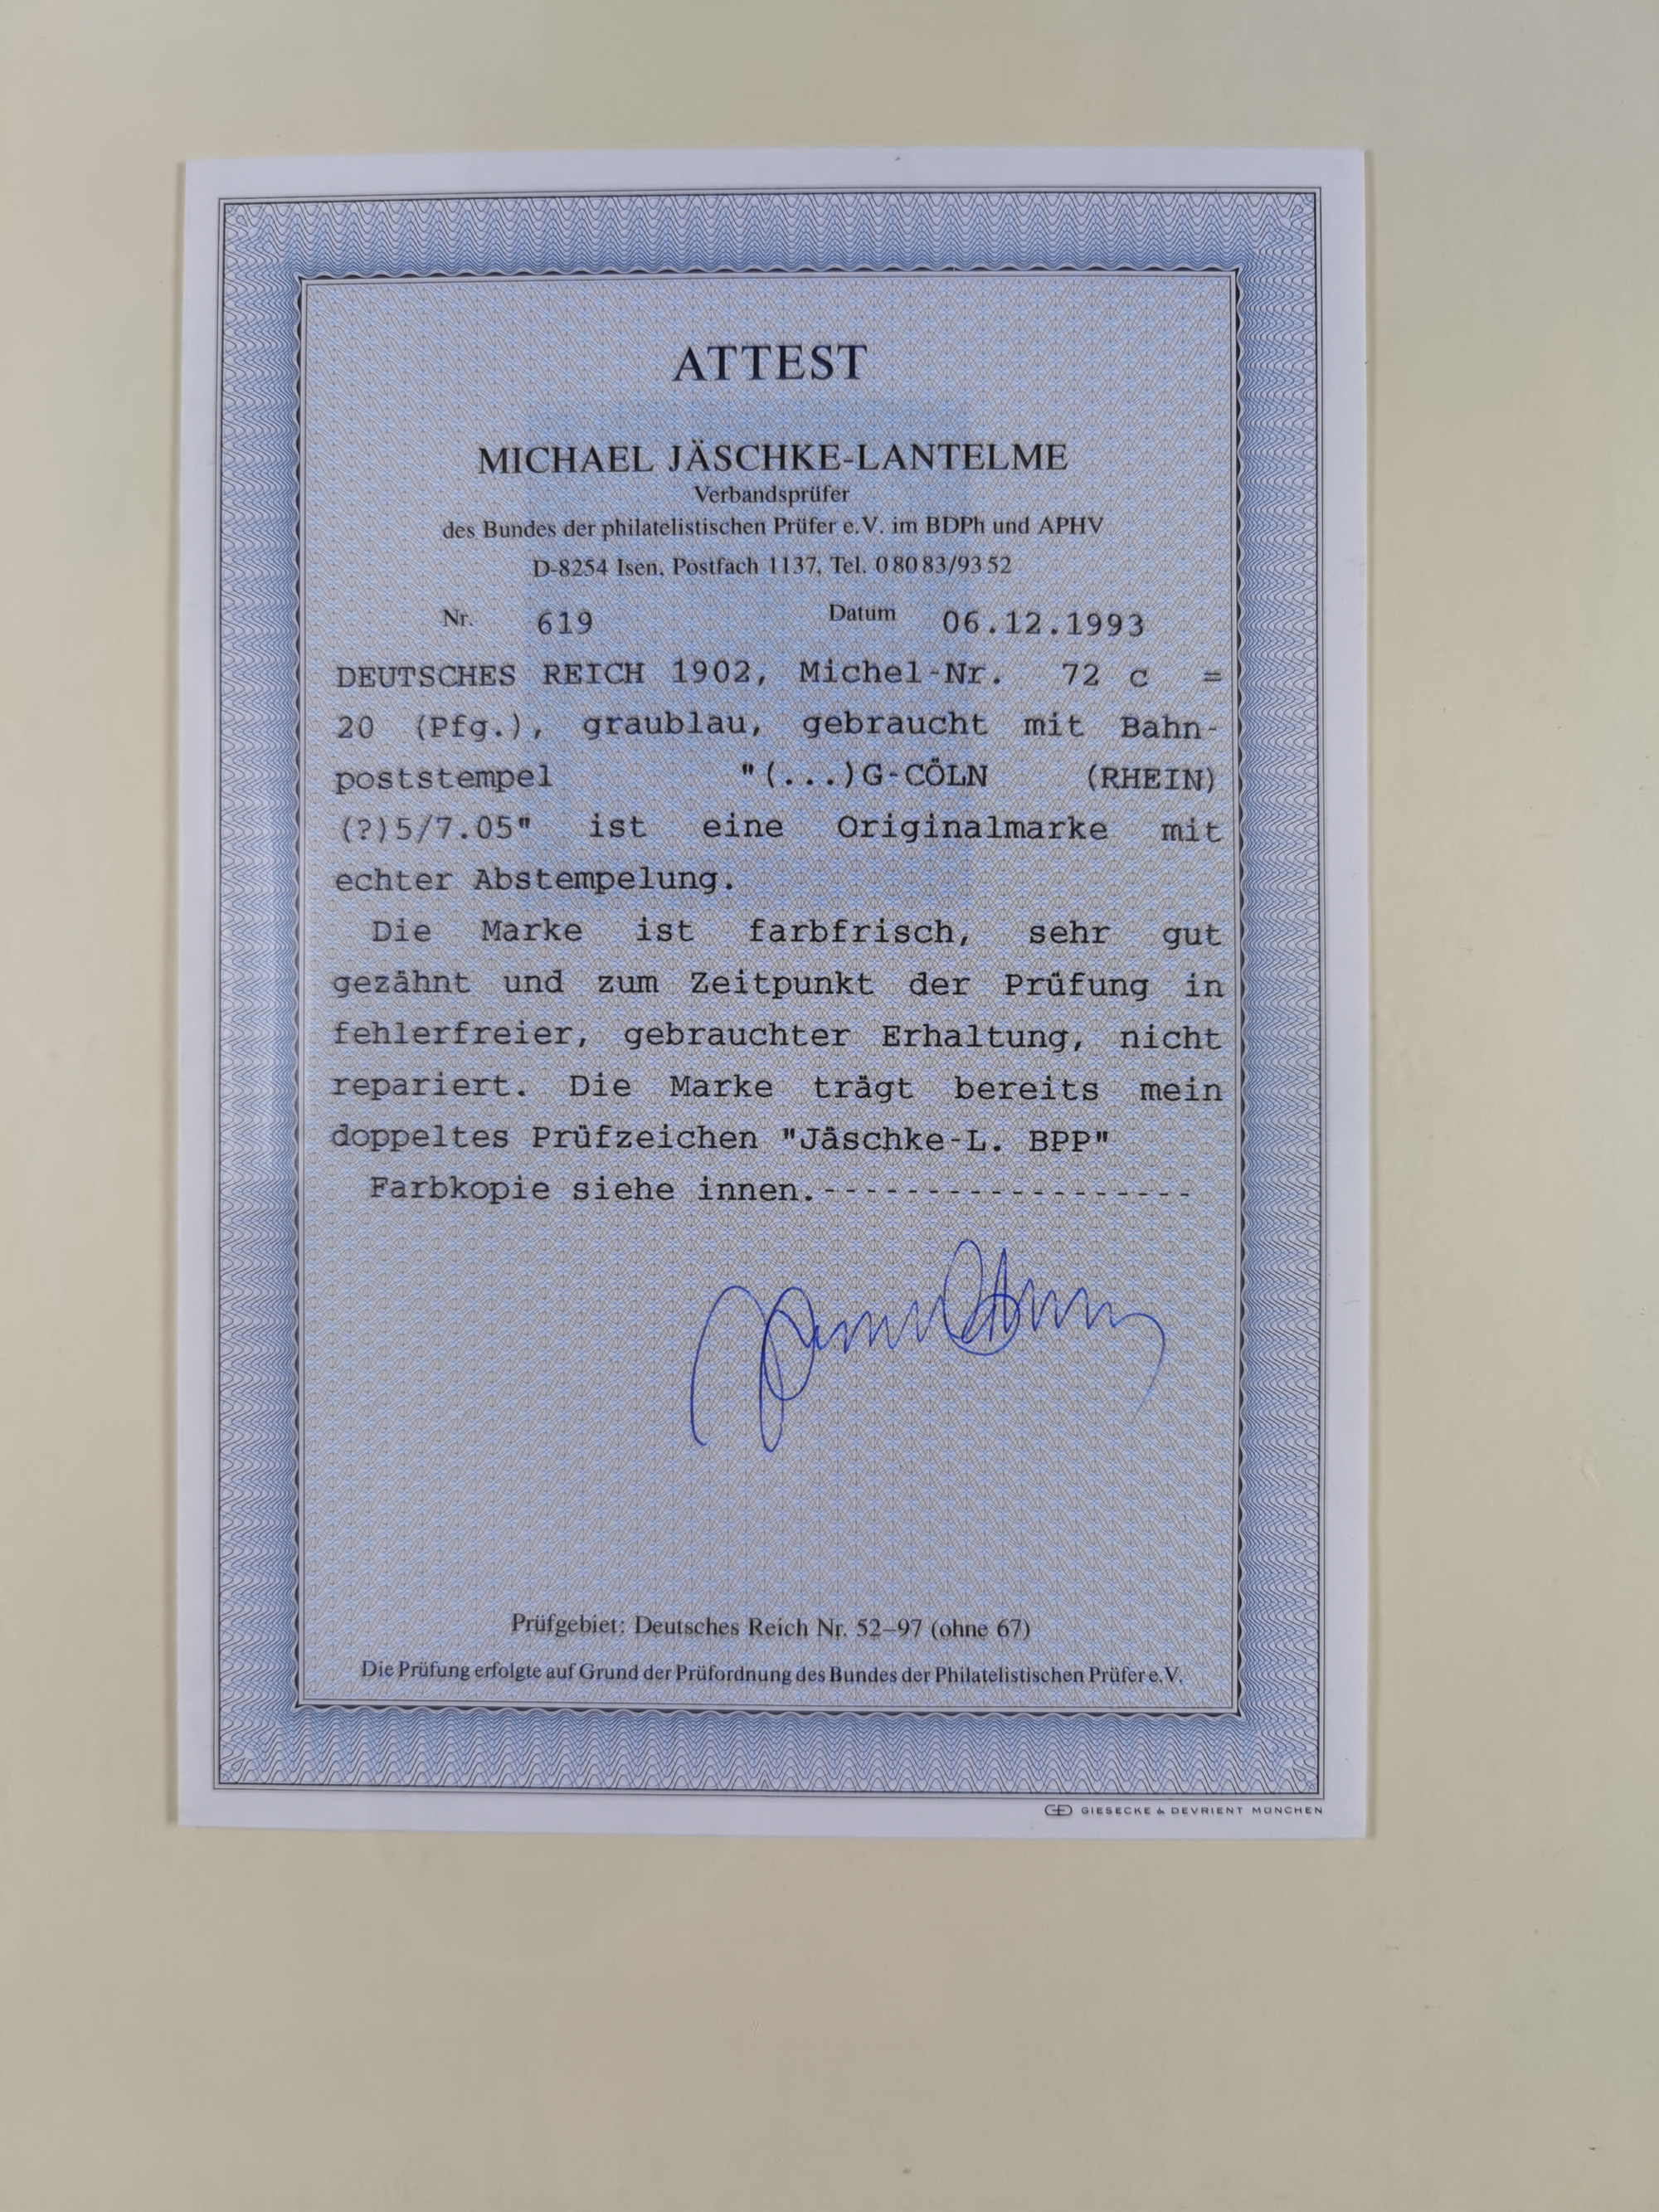 ATTEST
MICHAEL JÄSCHKE-LANTELME
Verbandsprüfer
des Bundes der philatelistischen Prüfer e.V. im BDPh und APHV
D-8254 Isen, Postfach 1137, Tel. 0 80 83/93 52
Nr. 619 Datum 06.12.1993
DEUTSCHES REICH 1902, Michel-Nr. 72 c =
20 (Pfg.), graublau, gebraucht mit Bahn-
poststempel "(...)G-CÖLN (RHEIN)
(?)5/7.05" ist eine Originalmarke mit
echter Abstempelung.
Die Marke ist farbfrisch, sehr gut
gezähnt und zum Zeitpunkt der Prüfung in
fehlerfreier, gebrauchter Erhaltung, nicht
repariert. Die Marke trägt bereits mein
doppeltes Prüfzeichen "Jäschke-L. BPP"
Farbkopie siehe innen.------------------
Prüfgebiet: Deutsches Reich Nr. 52–97 (ohne 67)
Die Prüfung erfolgte auf Grund der Prüfordnung des Bundes der Philatelistischen Prüfer e.V.
GD GIESECKE & DEVRIENT MÜNCHEN